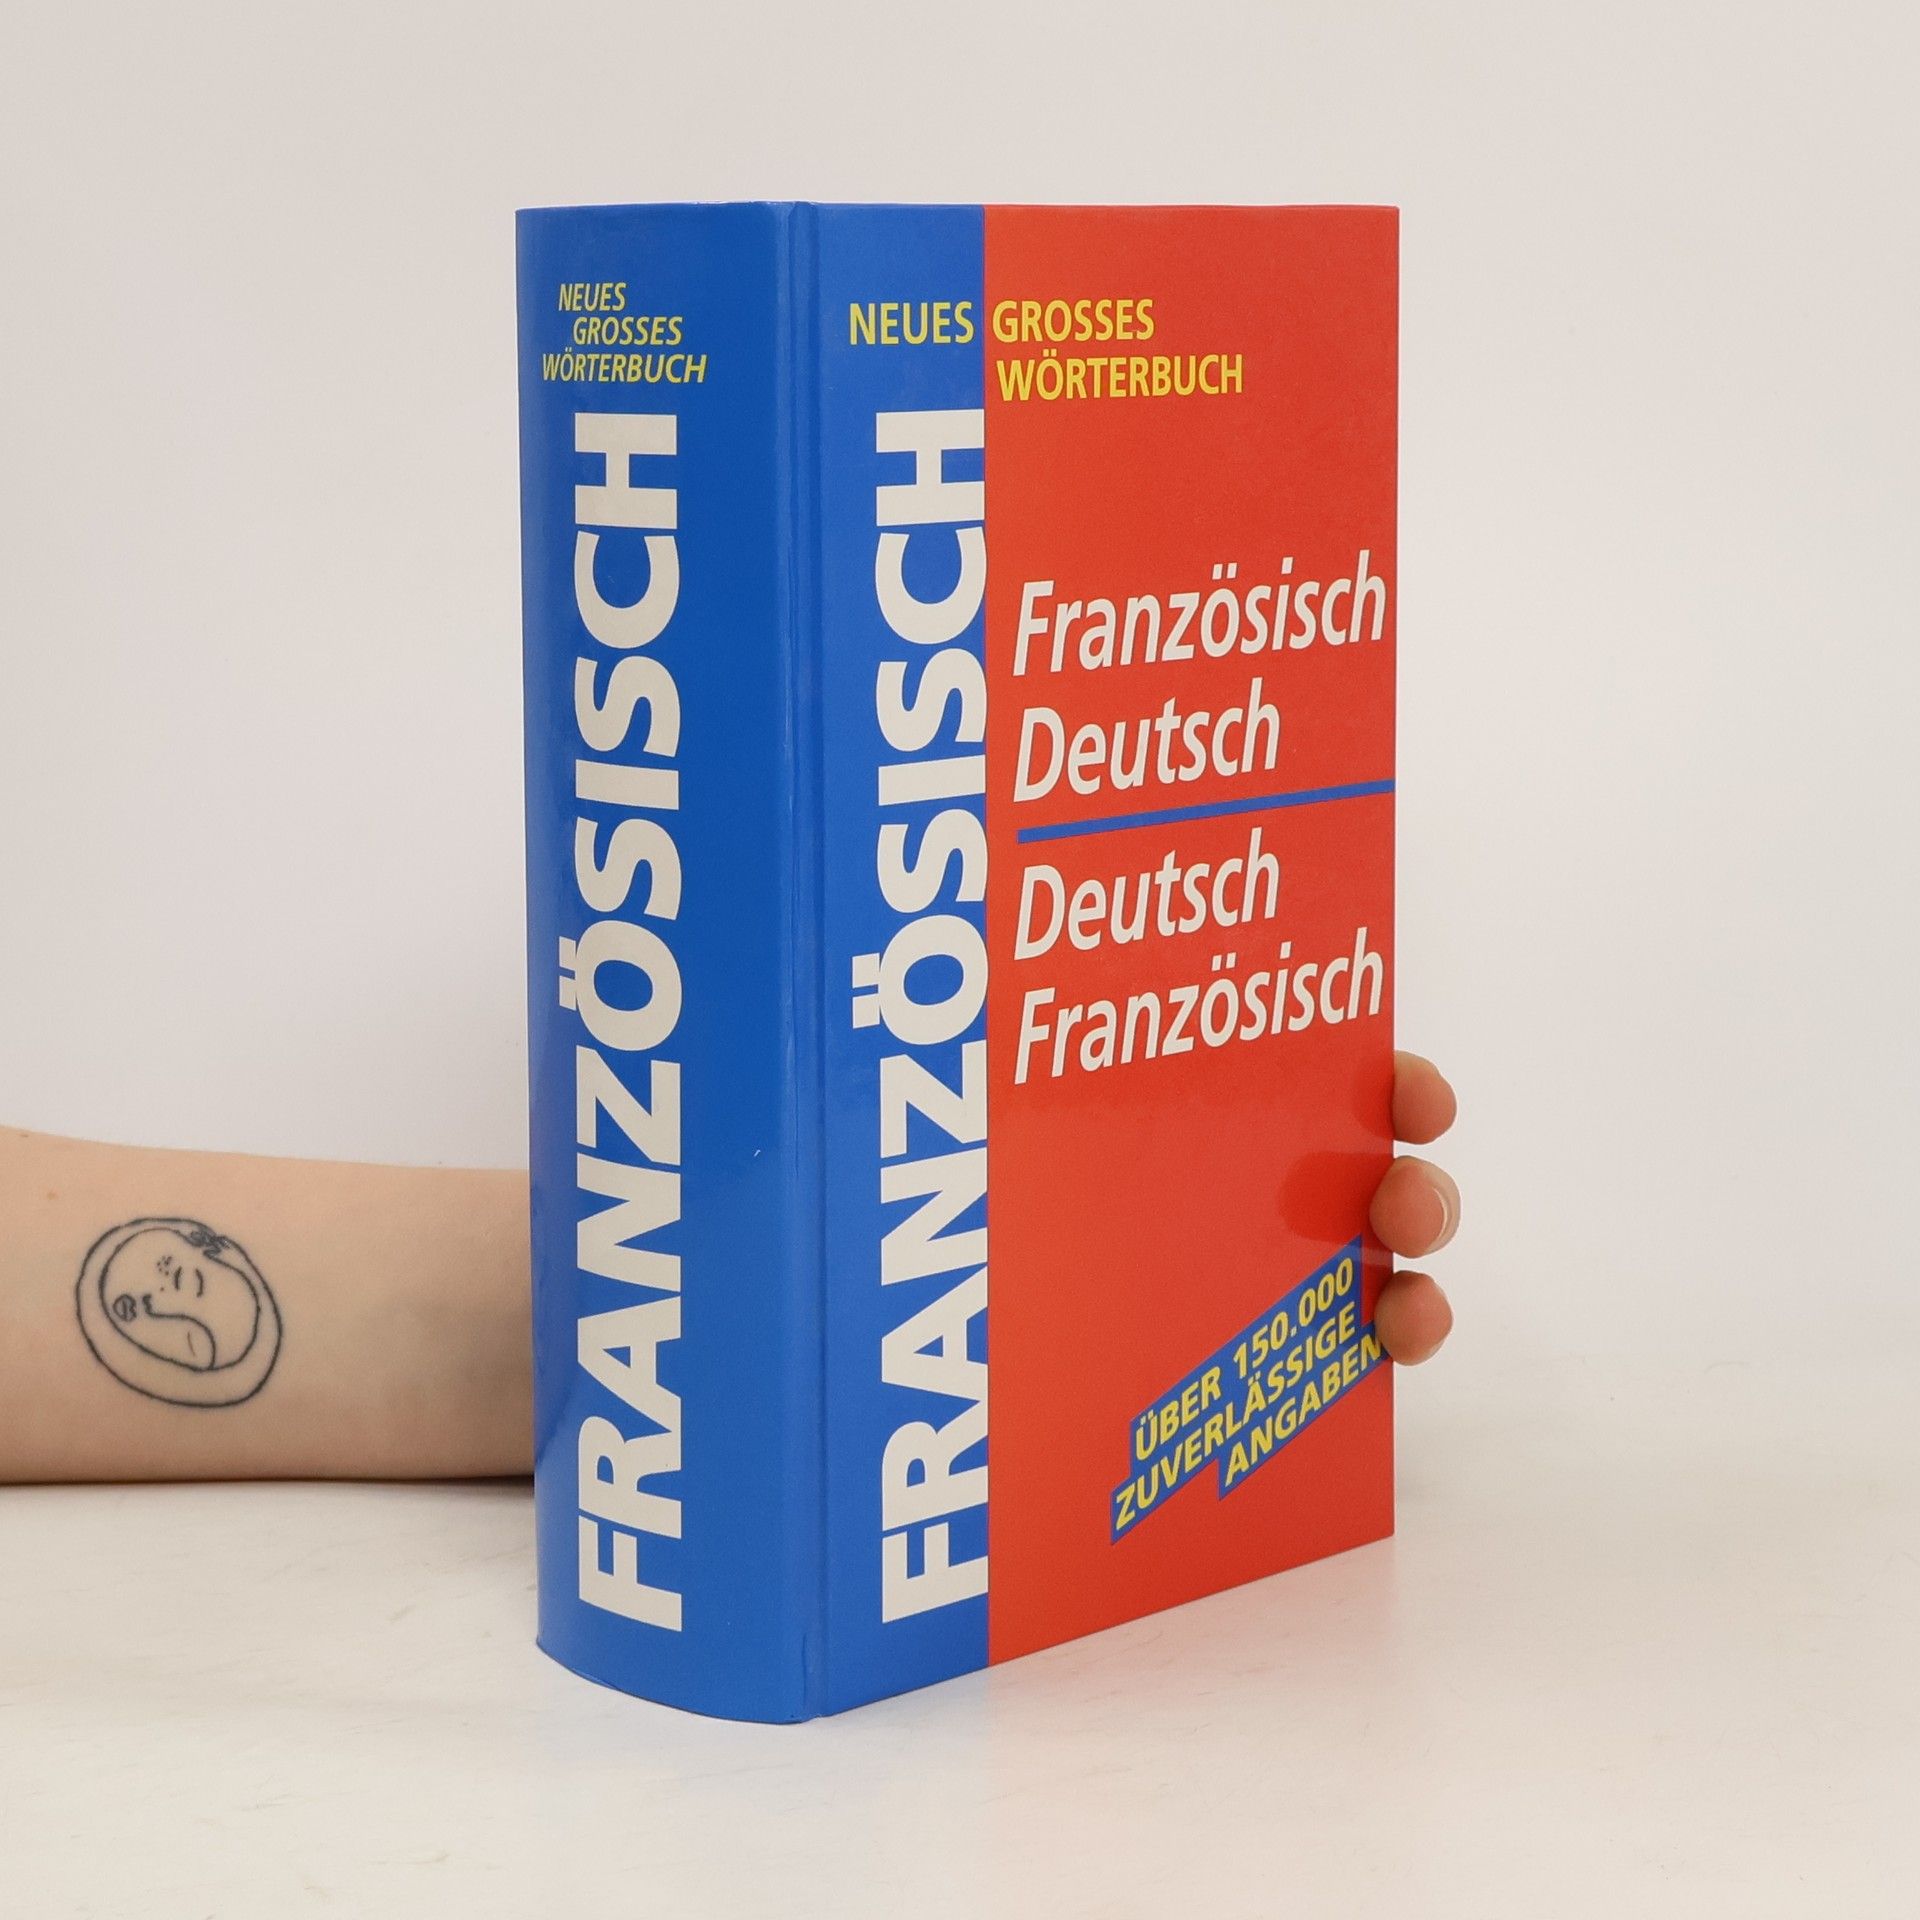 NEUES
GROSSES
WÖRTERBUCH
FRANZÖSISCH
NEUES GROSSES
WÖRTERBUCH
FRANZÖSISCH
Französisch
Deutsch
Deutsch
Französisch
ÜBER 150.000
ZUVERLÄSSIGE
ANGABEN